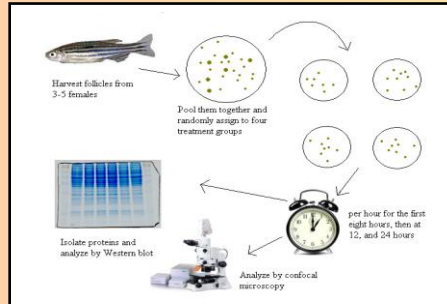 Harvest follicles from
3-5 females
Pool them together and
randomly assign to four
treatment groups
per hour for the first
eight hours, then at
12, and 24 hours
Isolate proteins and
analyze by Western blot
Analyze by confocal
microscopy